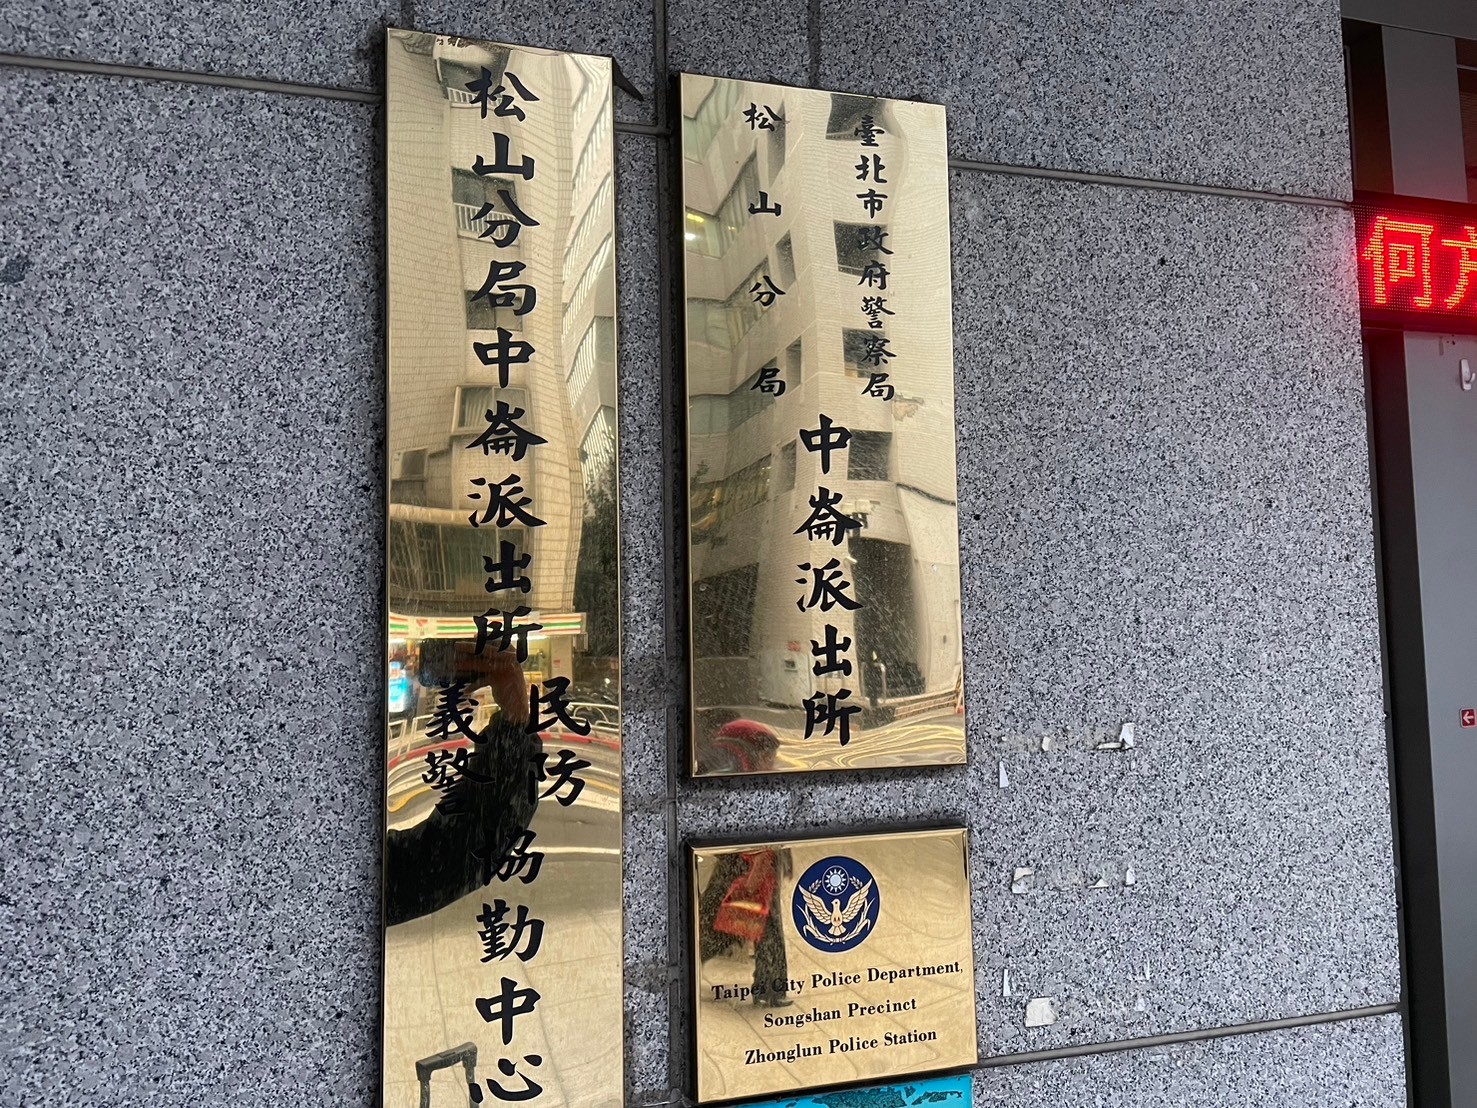 臺北市政府警察局
松山分局
中崙派出所
松山分局中崙派出所
民防
義警
協勤中心
Taipei City Police Department,
Songshan Precinct
Zhonglun Police Station
何